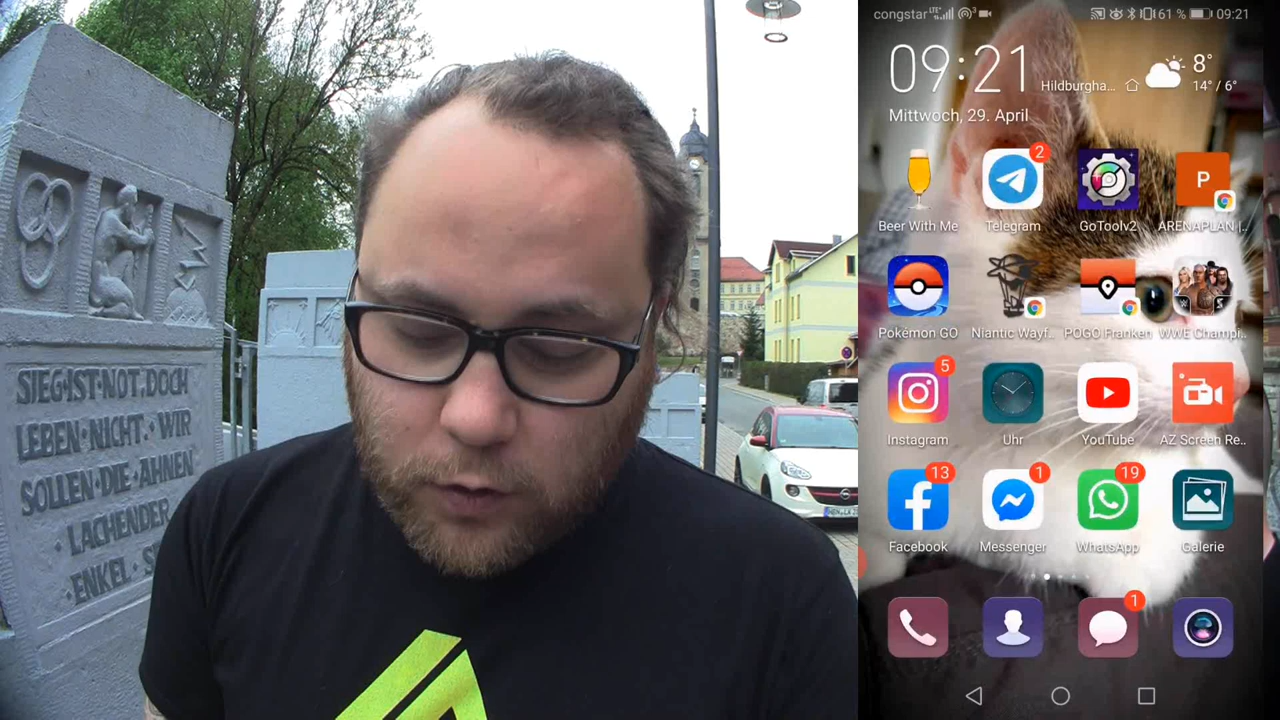 SIEG·IST·NOT·DOCH
LEBEN·NICHT.·WIR
SOLLEN·DIE·AHNEN
·LACHENDER
·ENKEL·S
congstar 61 % 09:21
09:21
Hildburgha...
8°
14° / 6°
Mittwoch, 29. April
2
P
Beer With Me Telegram GoToolv2 ARENAPLAN |..
Pokémon GO Niantic Wayf.. POGO Franken WWE Champi..
5
Instagram Uhr YouTube AZ Screen Re..
13 1 19
Facebook Messenger WhatsApp Galerie
1